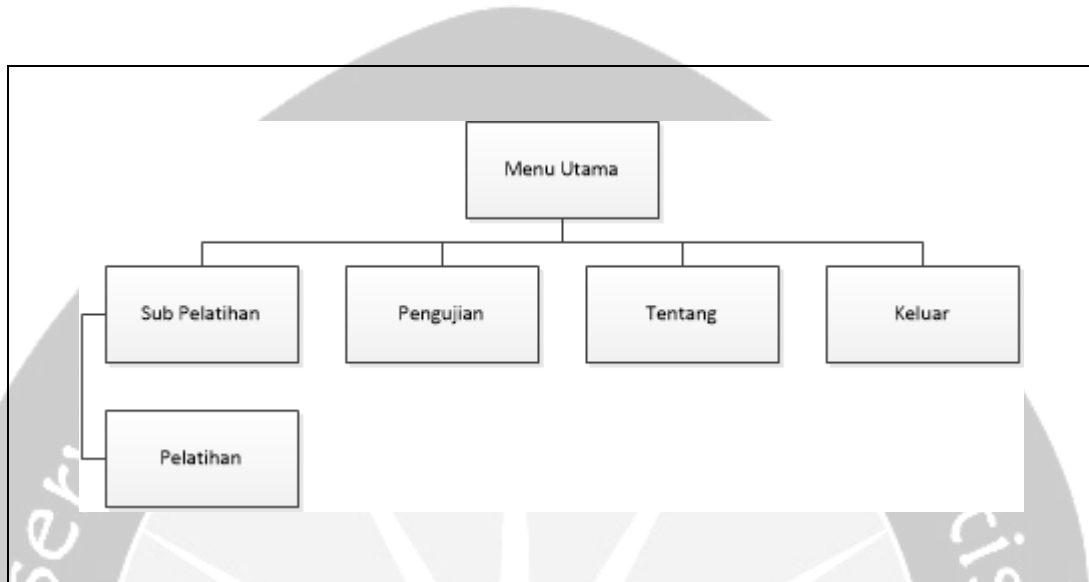 Menu Utama
Sub Pelatihan
Pengujian
Tentang
Keluar
Pelatihan